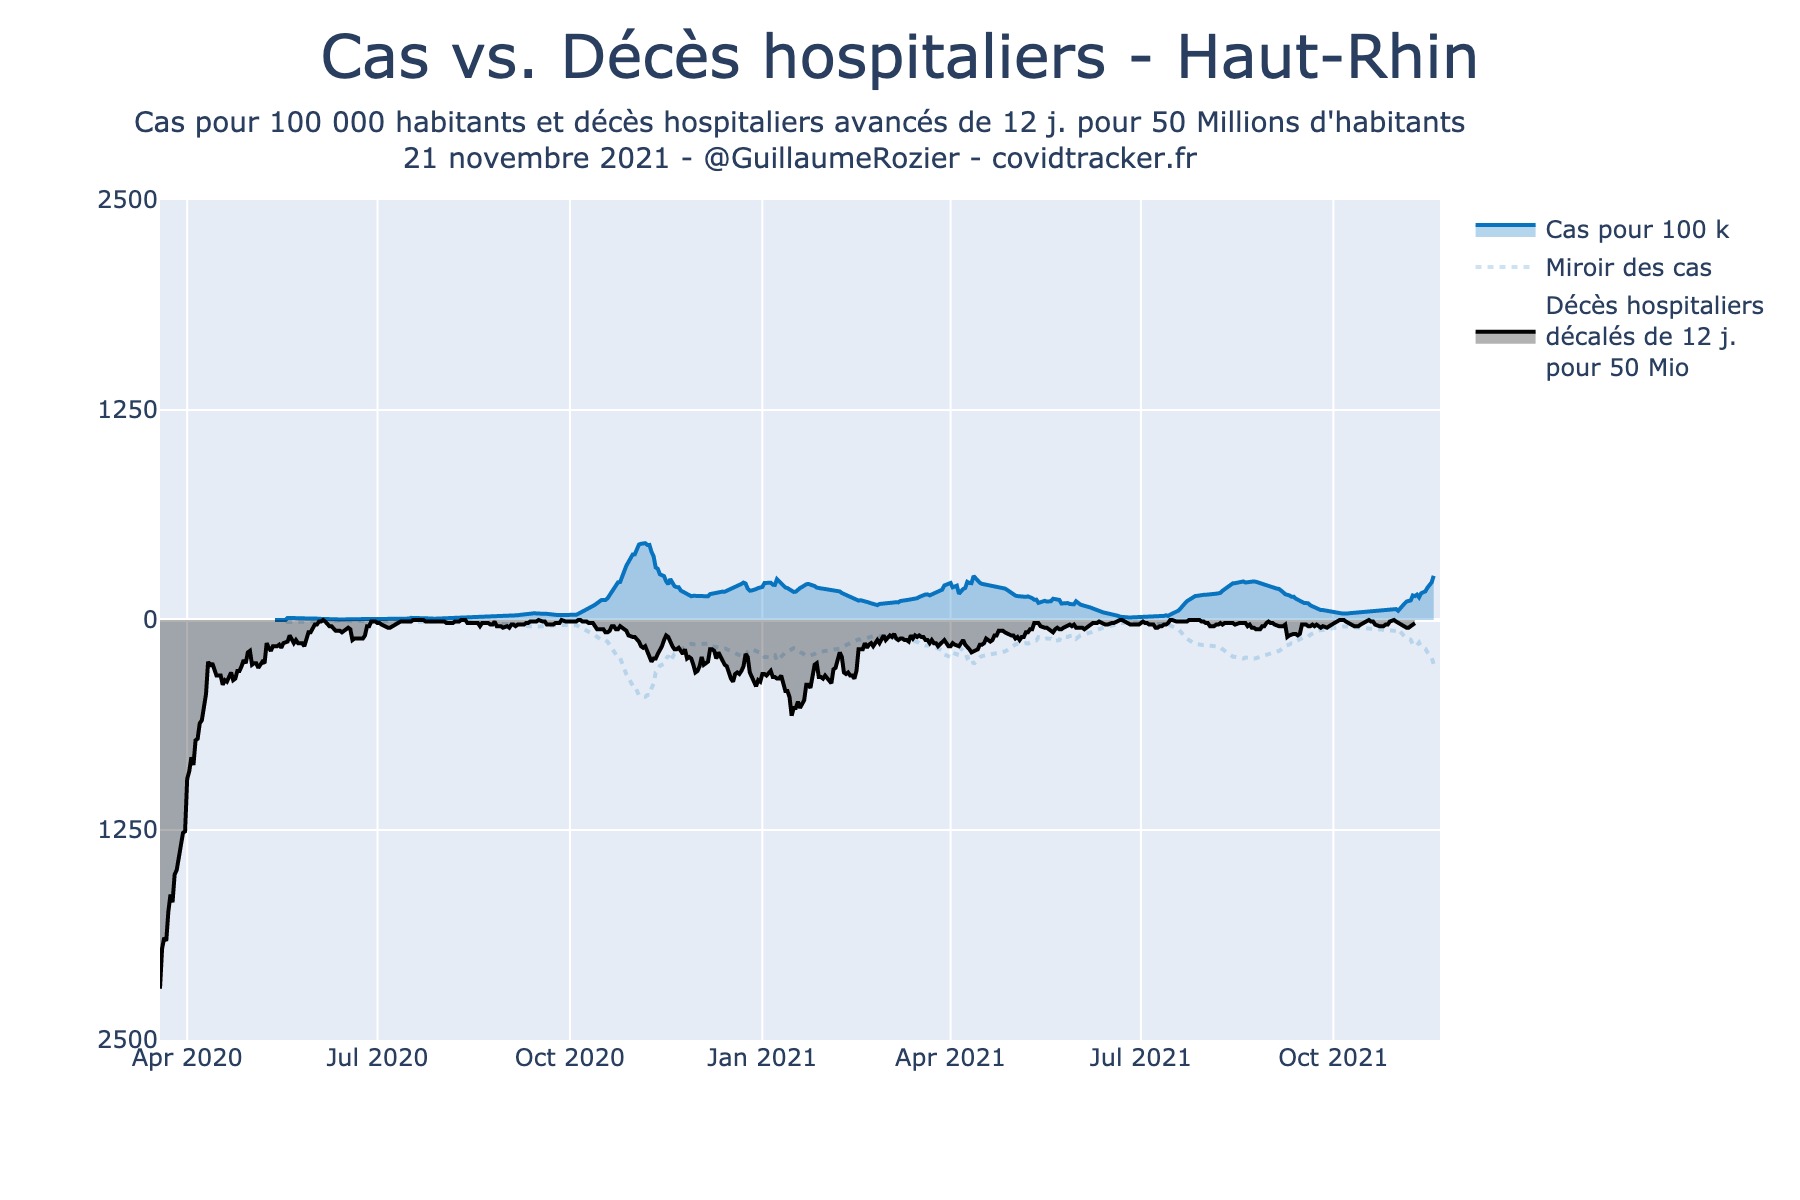 Cas vs. Décès hospitaliers - Haut-Rhin
Cas pour 100 000 habitants et décès hospitaliers avancés de 12 j. pour 50 Millions d'habitants
21 novembre 2021 - @GuillaumeRozier - covidtracker.fr
2500
1250
0
1250
2500
Apr 2020
Jul 2020
Oct 2020
Jan 2021
Apr 2021
Jul 2021
Oct 2021
Cas pour 100 k
Miroir des cas
Décès hospitaliers
décalés de 12 j.
pour 50 Mio